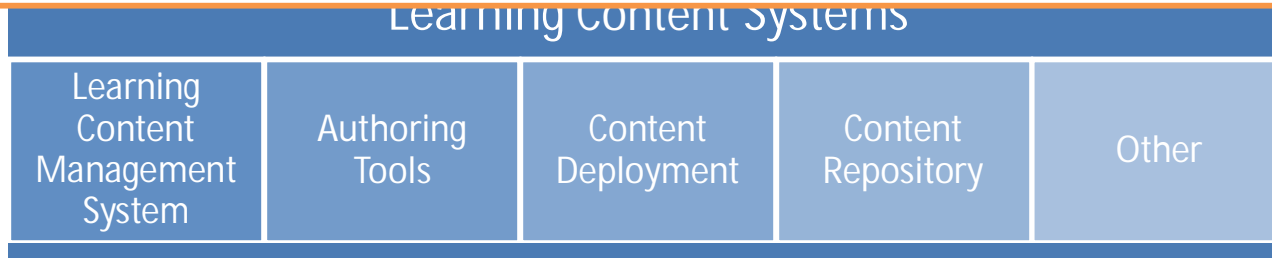 Learning Content Systems
Learning
Content
Management
System
Authoring
Tools
Content
Deployment
Content
Repository
Other